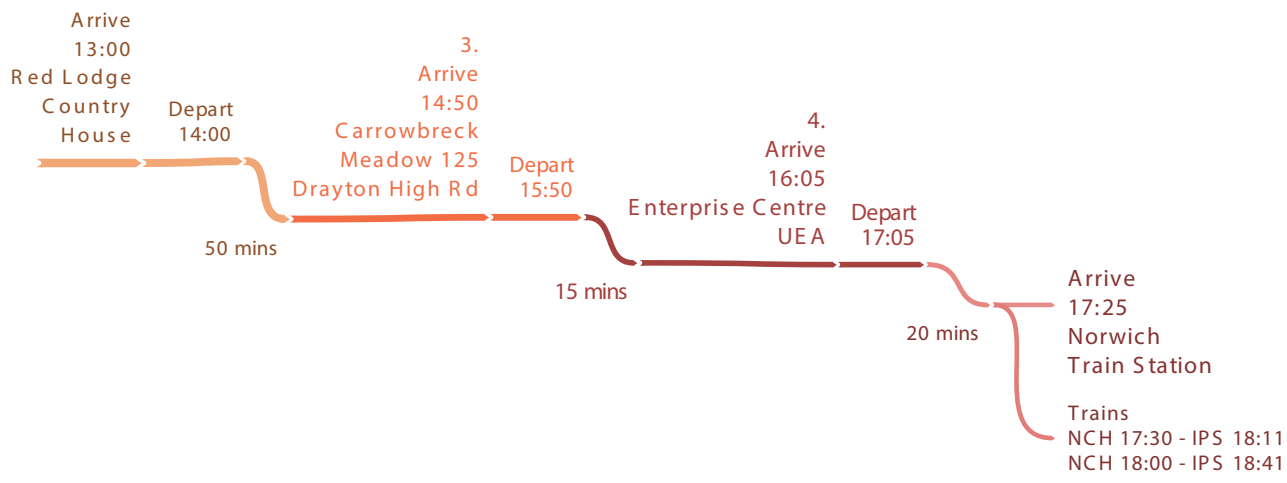 Arrive
13:00
Red Lodge
Country
House
Depart
14:00
50 mins
3.
Arrive
14:50
Carrowbreck
Meadow 125
Drayton High Rd
Depart
15:50
15 mins
4.
Arrive
16:05
Enterprise Centre
UEA
Depart
17:05
20 mins
Arrive
17:25
Norwich
Train Station
Trains
NCH 17:30 - IPS 18:11
NCH 18:00 - IPS 18:41